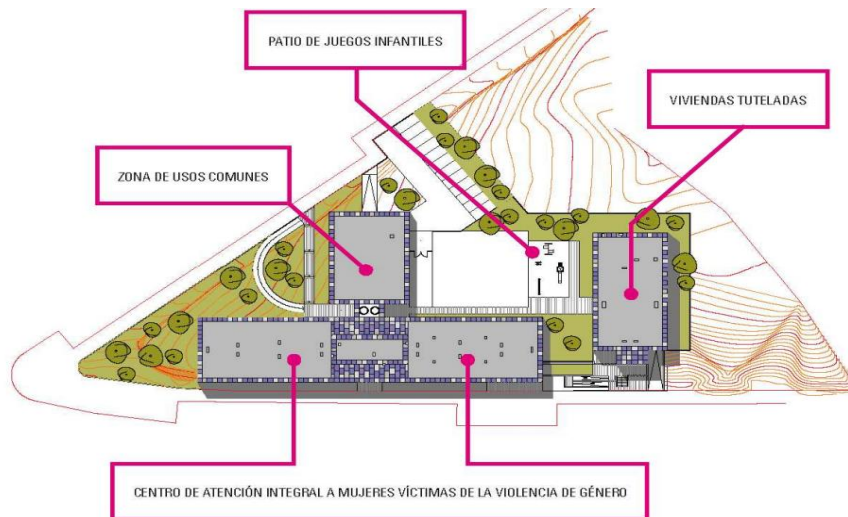 PATIO DE JUEGOS INFANTILES
VIVIENDAS TUTELADAS
ZONA DE USOS COMUNES
CENTRO DE ATENCIÓN INTEGRAL A MUJERES VÍCTIMAS DE LA VIOLENCIA DE GÉNERO